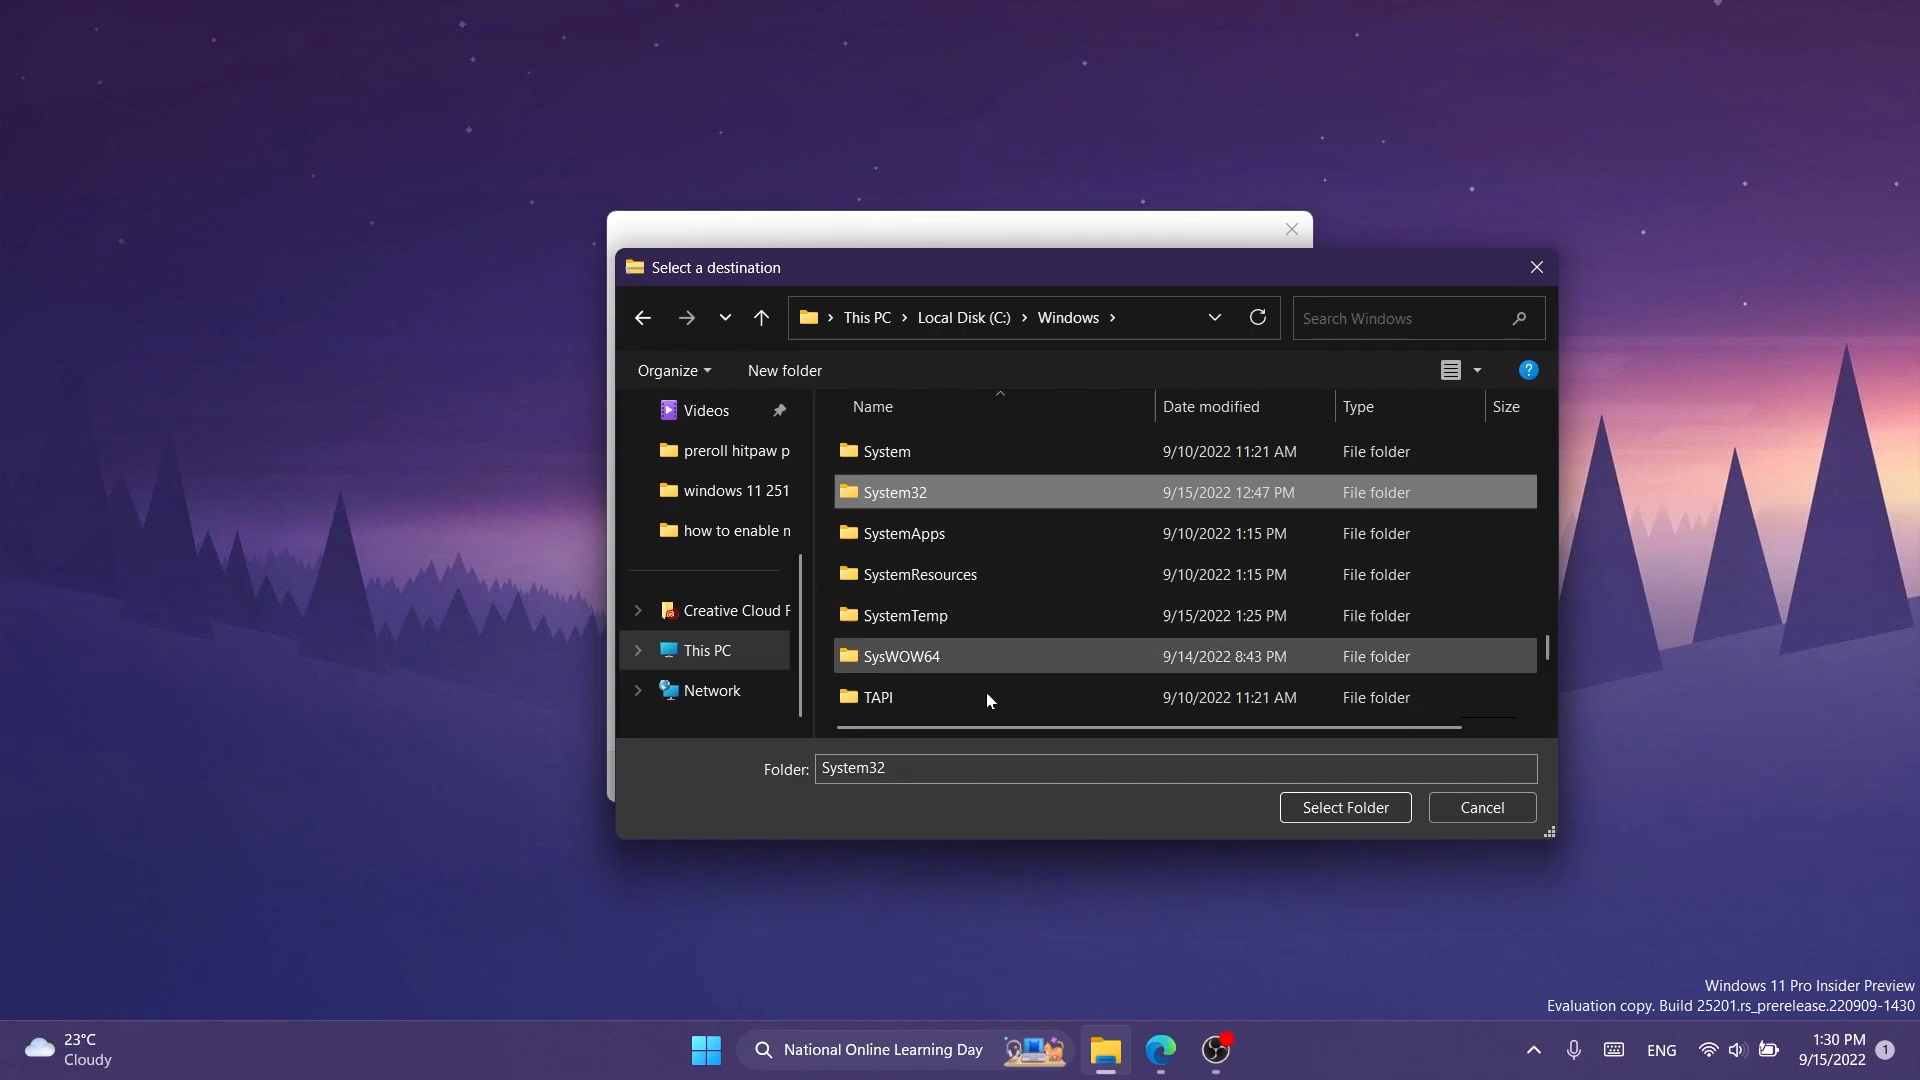 Select a destination
This PC
Local Disk (C:)
Windows
Search Windows
Organize
New folder
?
Name
Date modified
Type
Size
Videos
preroll hitpaw p
windows 11 251
how to enable n
Creative Cloud F
This PC
Network
System 9/10/2022 11:21 AM File folder
System32 9/15/2022 12:47 PM File folder
SystemApps 9/10/2022 1:15 PM File folder
SystemResources 9/10/2022 1:15 PM File folder
SystemTemp 9/15/2022 1:25 PM File folder
SysWOW64 9/14/2022 8:43 PM File folder
TAPI 9/10/2022 11:21 AM File folder
Folder: System32
Select Folder
Cancel
Windows 11 Pro Insider Preview
Evaluation copy. Build 25201.rs_prerelease.220909-1430
23°C
Cloudy
National Online Learning Day
ENG
1:30 PM
9/15/2022
1